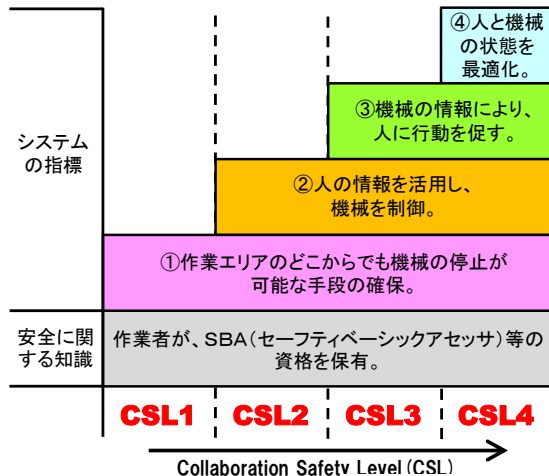 ④人と機械
の状態を
最適化。
③機械の情報により、
人に行動を促す。
システム
の指標
②人の情報を活用し、
機械を制御。
①作業エリアのどこからでも機械の停止が
可能な手段の確保。
安全に関
する知識
作業者が、SBA(セーフティベーシックアセッサ)等の
資格を保有。
CSL1
CSL2
CSL3
CSL4
Collaboration Safety Level(CSL)